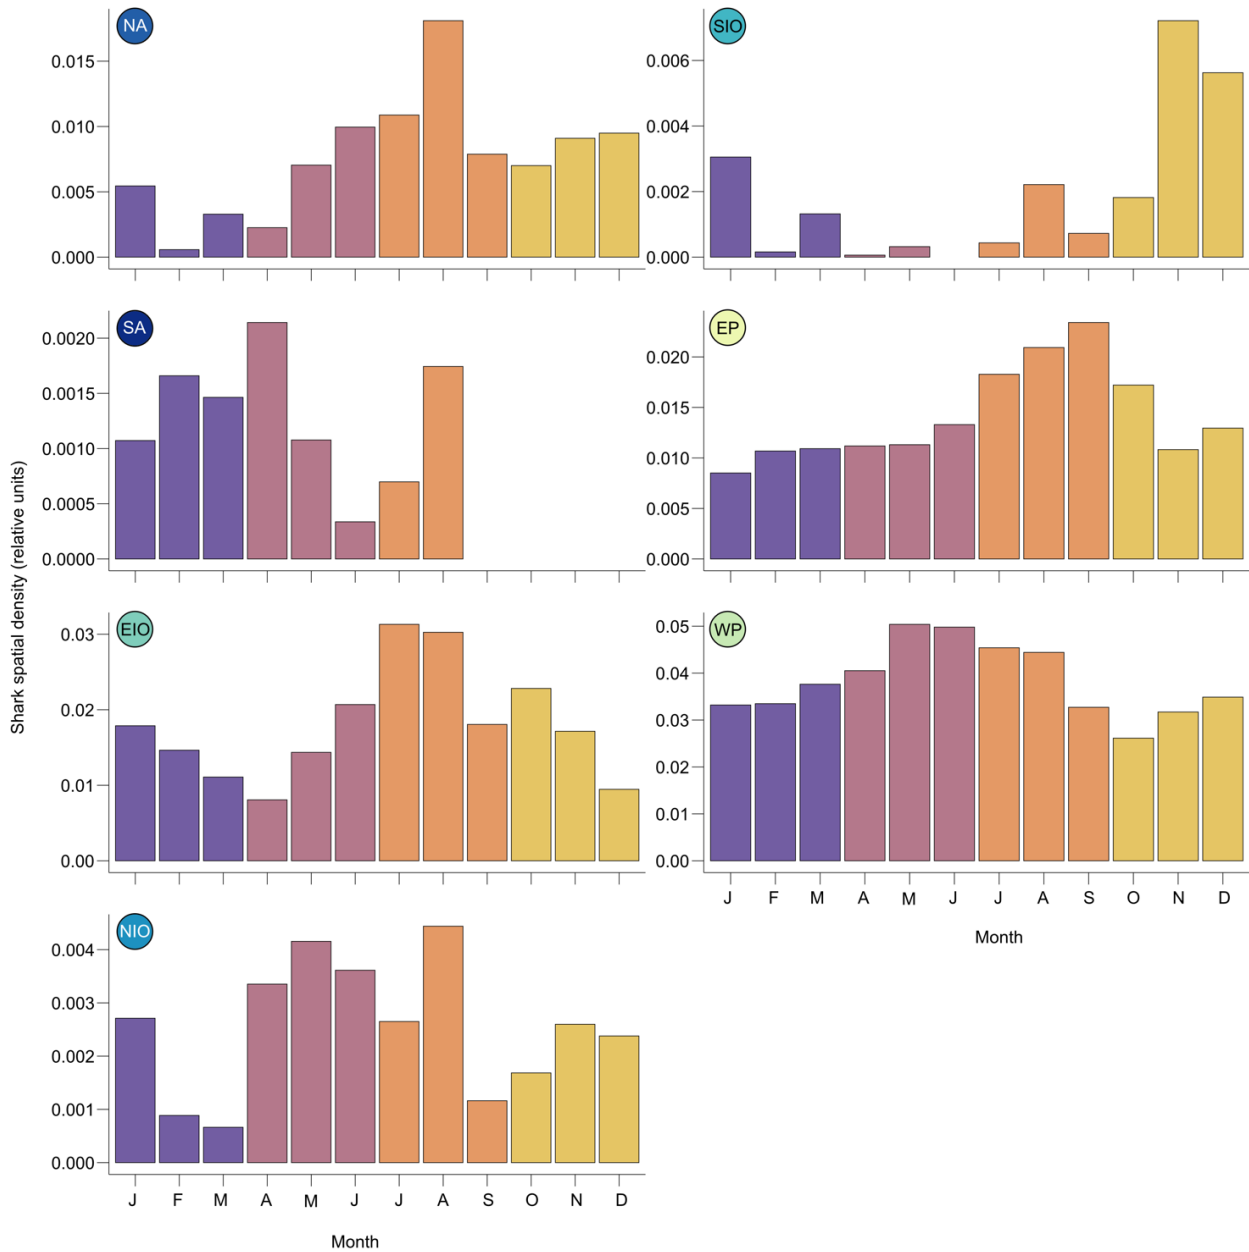 Shark spatial density (relative units)
NA
0.015
0.010
0.005
0.000
SIO
0.006
0.004
0.002
0.000
SA
0.0020
0.0015
0.0010
0.0005
0.0000
EP
0.020
0.015
0.010
0.005
0.000
EIO
0.03
0.02
0.01
0.00
WP
0.05
0.04
0.03
0.02
0.01
0.00
J F M A M J J A S O N D
Month
NIO
0.004
0.003
0.002
0.001
0.000
J F M A M J J A S O N D
Month